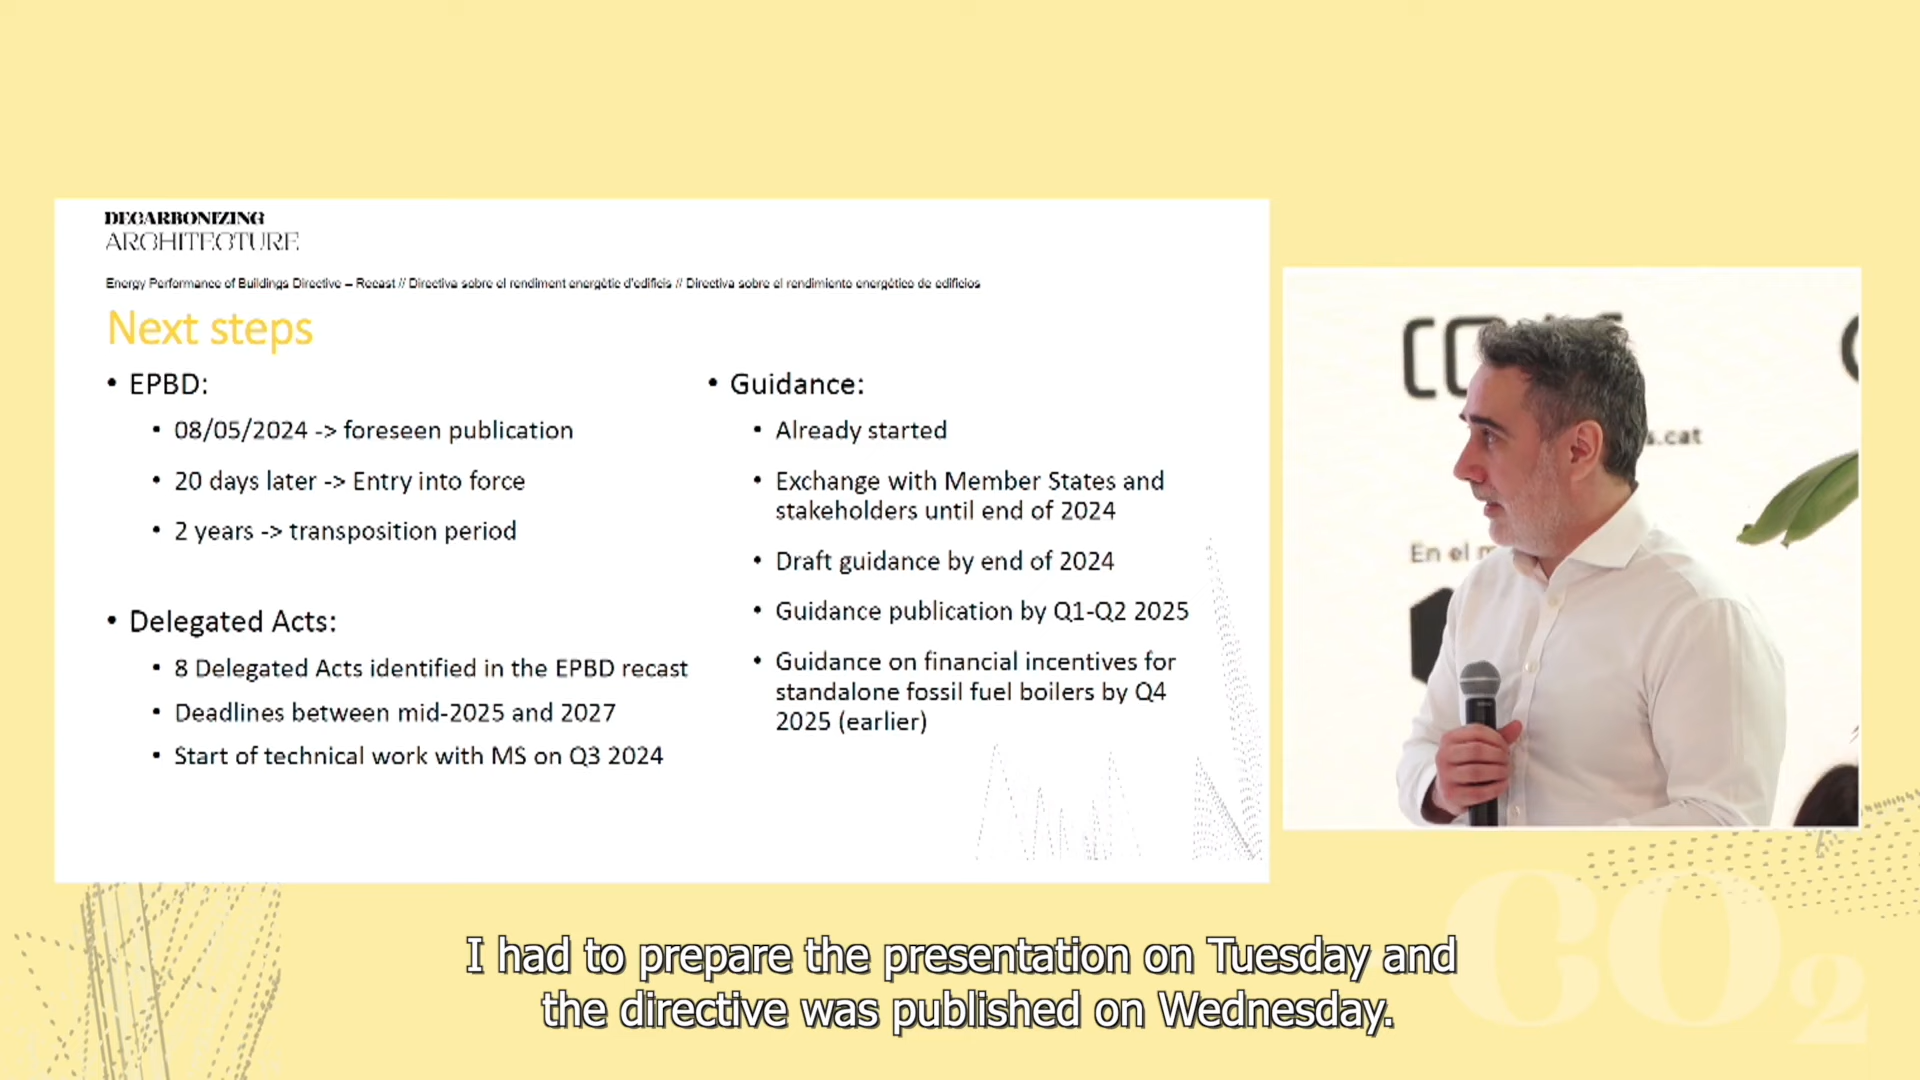 DECARBONIZING
ARCHITECTURE
Energy Performance of Buildings Directive – Recast // Directiva sobre el rendiment energètic d'edificis // Directiva sobre el rendimiento energético de edificios
Next steps
• EPBD:
• 08/05/2024 -> foreseen publication
• 20 days later -> Entry into force
• 2 years -> transposition period
• Delegated Acts:
• 8 Delegated Acts identified in the EPBD recast
• Deadlines between mid-2025 and 2027
• Start of technical work with MS on Q3 2024
• Guidance:
• Already started
• Exchange with Member States and
stakeholders until end of 2024
• Draft guidance by end of 2024
• Guidance publication by Q1-Q2 2025
• Guidance on financial incentives for
standalone fossil fuel boilers by Q4
2025 (earlier)
s.cat
En el
CO2
I had to prepare the presentation on Tuesday and
the directive was published on Wednesday.